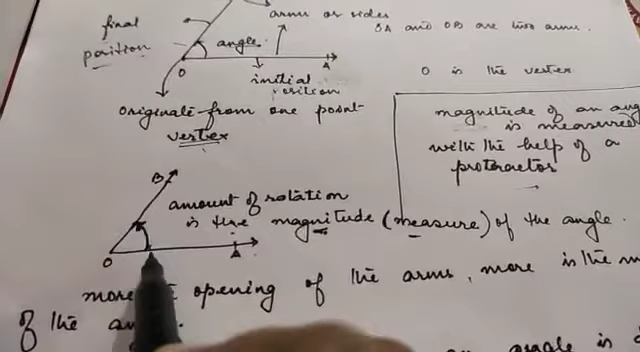 final
position
arms or sides
OA and OB are two arms.
angle
O
A
initial
position
O is the vertex
originate from one point
vertex
magnitude of an
is measured
with the help of a
protractor
B
amount of rotation
is the magnitude (measure) of the angle.
O
A
more opening of the arms, more is the
of the
angle is